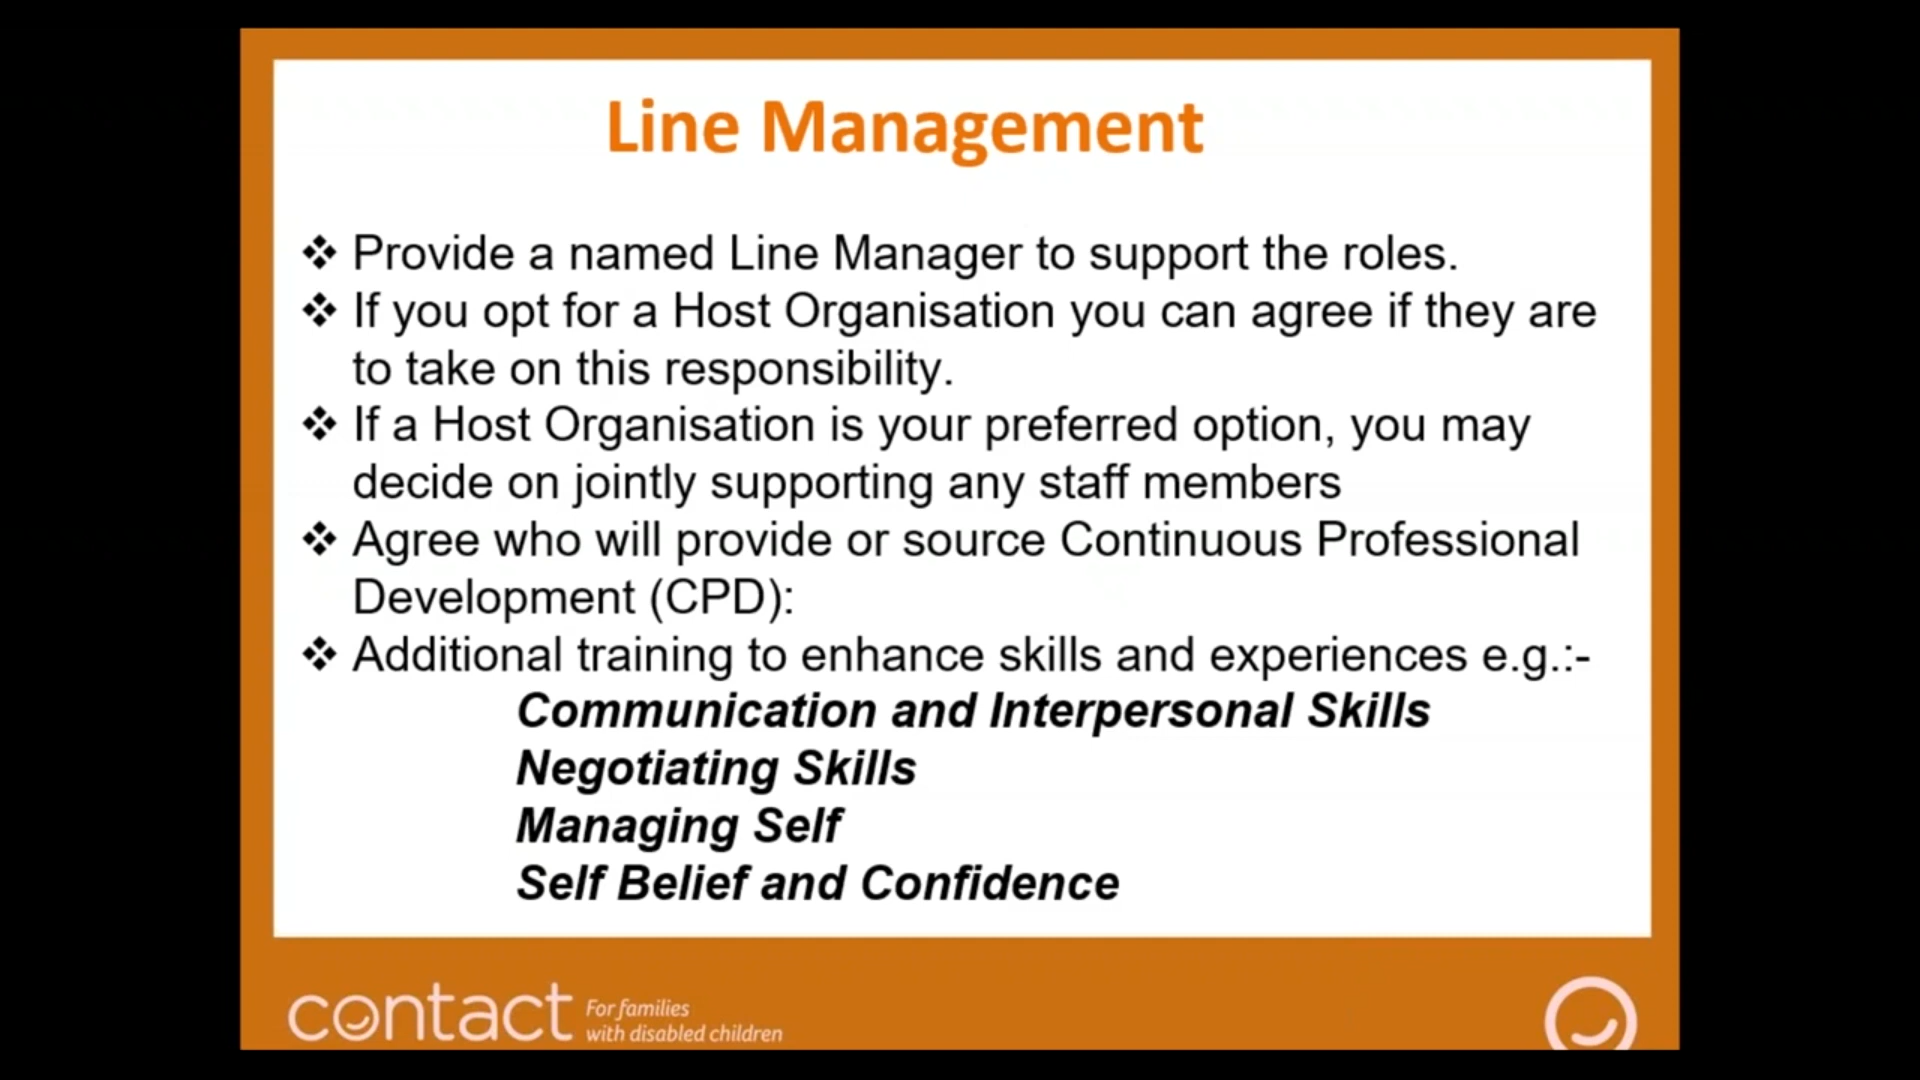 Line Management
❖ Provide a named Line Manager to support the roles.
❖ If you opt for a Host Organisation you can agree if they are
to take on this responsibility.
❖ If a Host Organisation is your preferred option, you may
decide on jointly supporting any staff members
❖ Agree who will provide or source Continuous Professional
Development (CPD):
❖ Additional training to enhance skills and experiences e.g.:-
Communication and Interpersonal Skills
Negotiating Skills
Managing Self
Self Belief and Confidence
contact For families
with disabled children